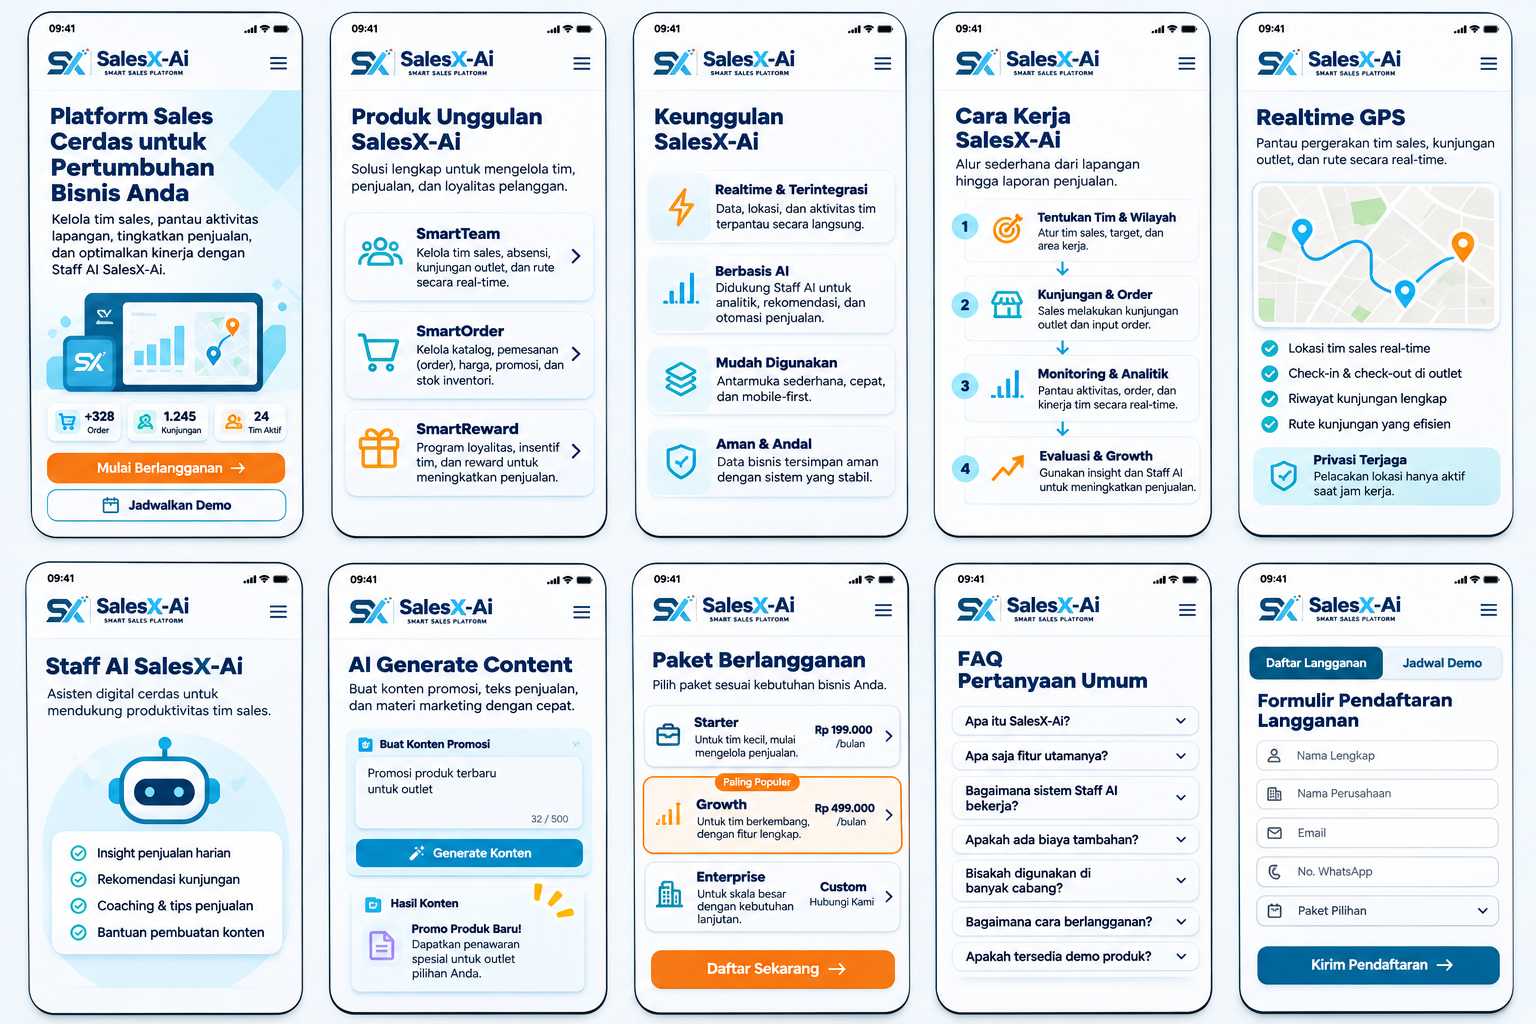 09:41
SX SalesX-Ai
SMART SALES PLATFORM
Platform Sales
Cerdas untuk
Pertumbuhan
Bisnis Anda
Kelola tim sales, pantau aktivitas
lapangan, tingkatkan penjualan,
dan optimalkan kinerja dengan
Staff AI SalesX-Ai.
SX
+328
Order
1.245
Kunjungan
24
Tim Aktif
Mulai Berlangganan →
Jadwalkan Demo
09:41
SX SalesX-Ai
SMART SALES PLATFORM
Produk Unggulan
SalesX-Ai
Solusi lengkap untuk mengelola tim,
penjualan, dan loyalitas pelanggan.
SmartTeam
Kelola tim sales, absensi,
kunjungan outlet, dan rute
secara real-time.
SmartOrder
Kelola katalog, pemesanan
(order), harga, promosi, dan
stok inventori.
SmartReward
Program loyalitas, insentif
tim, dan reward untuk
meningkatkan penjualan.
09:41
SX SalesX-Ai
SMART SALES PLATFORM
Keunggulan
SalesX-Ai
Realtime & Terintegrasi
Data, lokasi, dan aktivitas tim
terpantau secara langsung.
Berbasis AI
Didukung Staff AI untuk
analitik, rekomendasi, dan
otomasi penjualan.
Mudah Digunakan
Antarmuka sederhana, cepat,
dan mobile-first.
Aman & Andal
Data bisnis tersimpan aman
dengan sistem yang stabil.
09:41
SX SalesX-Ai
SMART SALES PLATFORM
Cara Kerja
SalesX-Ai
Alur sederhana dari lapangan
hingga laporan penjualan.
1
Tentukan Tim & Wilayah
Atur tim sales, target, dan
area kerja.
2
Kunjungan & Order
Sales melakukan kunjungan
outlet dan input order.
3
Monitoring & Analitik
Pantau aktivitas, order, dan
kinerja tim secara real-time.
4
Evaluasi & Growth
Gunakan insight dan Staff AI
untuk meningkatkan penjualan.
09:41
SX SalesX-Ai
SMART SALES PLATFORM
Realtime GPS
Pantau pergerakan tim sales, kunjungan
outlet, dan rute secara real-time.
Lokasi tim sales real-time
Check-in & check-out di outlet
Riwayat kunjungan lengkap
Rute kunjungan yang efisien
Privasi Terjaga
Pelacakan lokasi hanya aktif
saat jam kerja.
09:41
SX SalesX-Ai
SMART SALES PLATFORM
Staff AI SalesX-Ai
Asisten digital cerdas untuk
mendukung produktivitas tim sales.
Insight penjualan harian
Rekomendasi kunjungan
Coaching & tips penjualan
Bantuan pembuatan konten
09:41
SX SalesX-Ai
SMART SALES PLATFORM
AI Generate Content
Buat konten promosi, teks penjualan,
dan materi marketing dengan cepat.
Buat Konten Promosi
Promosi produk terbaru
untuk outlet
32 / 500
Generate Konten
Hasil Konten
Promo Produk Baru!
Dapatkan penawaran
spesial untuk outlet
pilihan Anda.
09:41
SX SalesX-Ai
SMART SALES PLATFORM
Paket Berlangganan
Pilih paket sesuai kebutuhan bisnis Anda.
Starter
Untuk tim kecil, mulai
mengelola penjualan.
Rp 199.000
/bulan
Paling Populer
Growth
Untuk tim berkembang,
dengan fitur lengkap.
Rp 499.000
/bulan
Enterprise
Untuk skala besar
dengan kebutuhan
lanjutan.
Custom
Hubungi Kami
Daftar Sekarang →
09:41
SX SalesX-Ai
SMART SALES PLATFORM
FAQ
Pertanyaan Umum
Apa itu SalesX-Ai?
Apa saja fitur utamanya?
Bagaimana sistem Staff AI
bekerja?
Apakah ada biaya tambahan?
Bisakah digunakan di
banyak cabang?
Bagaimana cara berlangganan?
Apakah tersedia demo produk?
09:41
SX SalesX-Ai
SMART SALES PLATFORM
Daftar Langganan
Jadwal Demo
Formulir Pendaftaran
Langganan
Nama Lengkap
Nama Perusahaan
Email
No. WhatsApp
Paket Pilihan
Kirim Pendaftaran →